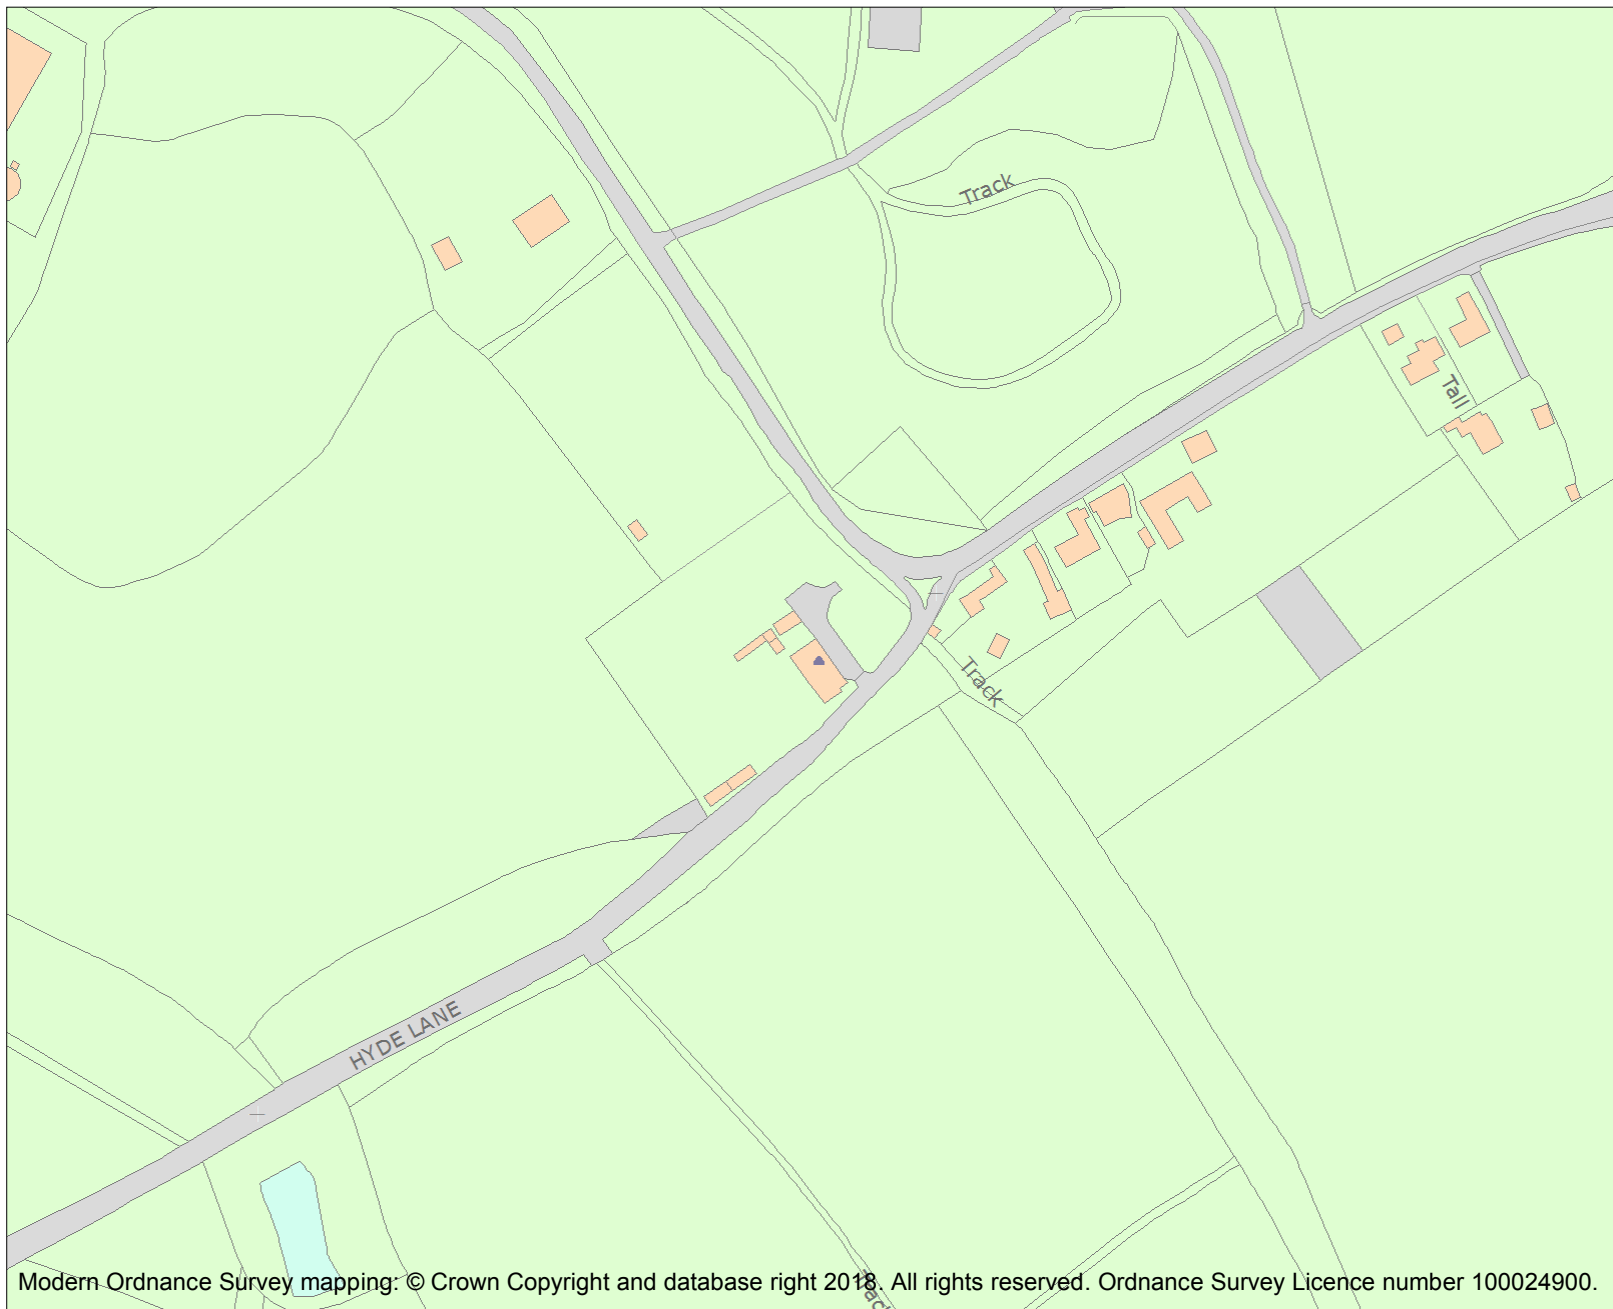 Track
Tall
Track
HYDE LANE
Track
Modern Ordnance Survey mapping: © Crown Copyright and database right 2018. All rights reserved. Ordnance Survey Licence number 100024900.